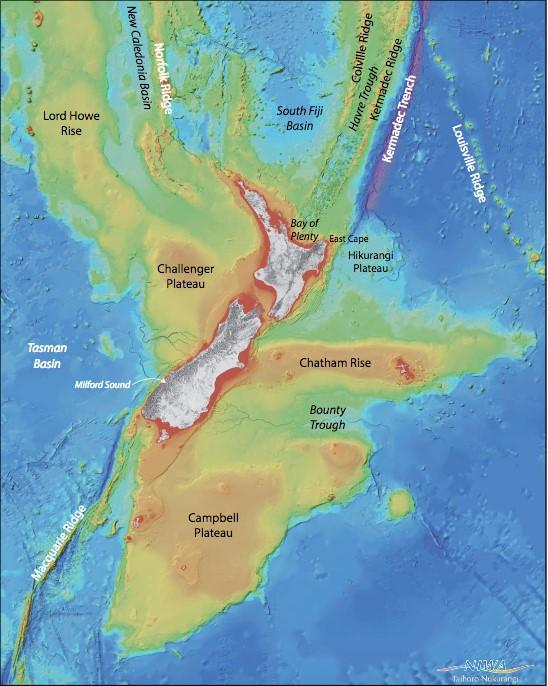 New Caledonia Basin
Norfolk Ridge
Colville Ridge
Havre Trough
Kermadec Ridge
Kermadec Trench
Louisville Ridge
Lord Howe
Rise
South Fiji
Basin
Bay of
Plenty
East Cape
Hikurangi
Plateau
Challenger
Plateau
Tasman
Basin
Milford Sound
Chatham Rise
Bounty
Trough
Campbell
Plateau
Macquarie Ridge
NIWA
Taihoro Nukurangi